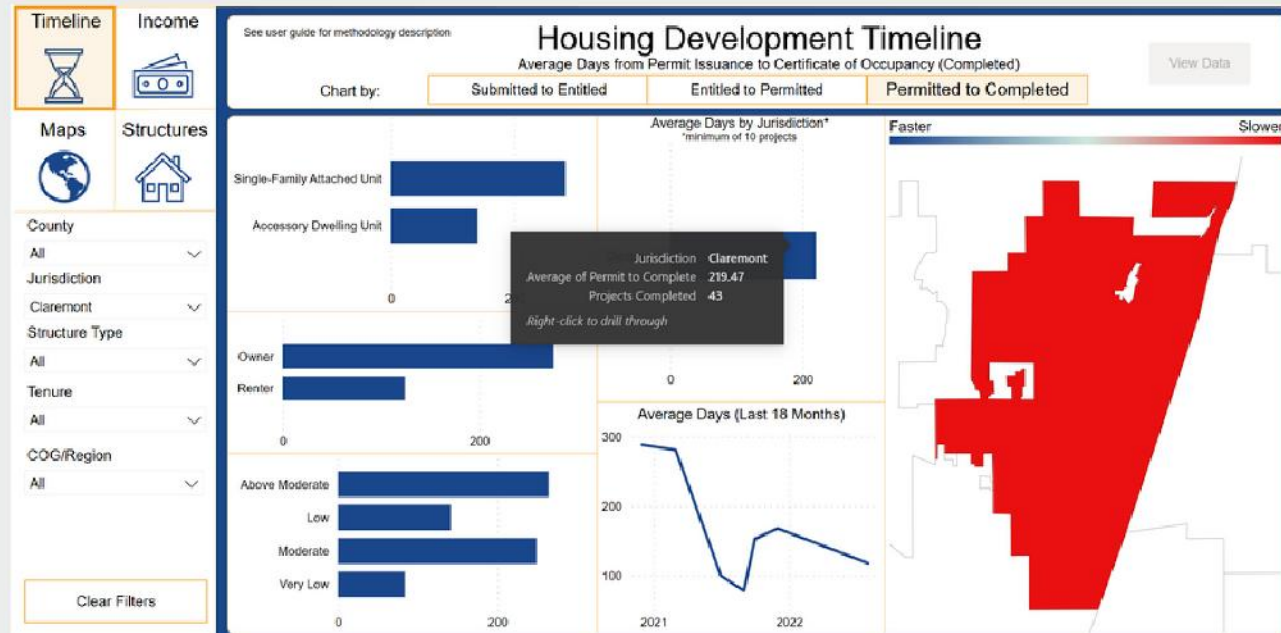 Timeline
Income
Maps
Structures
County
All
Jurisdiction
Claremont
Structure Type
All
Tenure
All
COG/Region
All
Clear Filters
See user guide for methodology description
Housing Development Timeline
Average Days from Permit Issuance to Certificate of Occupancy (Completed)
View Data
Chart by:
Submitted to Entitled
Entitled to Permitted
Permitted to Completed
Single-Family Attached Unit
Accessory Dwelling Unit
0
Owner
Renter
0
200
Above Moderate
Low
Moderate
Very Low
0
200
Average Days by Jurisdiction*
*minimum of 10 projects
Jurisdiction Claremont
Average of Permit to Complete 219.47
Projects Completed 43
Right-click to drill through
0
200
Average Days (Last 18 Months)
300
200
100
2021
2022
Faster
Slower